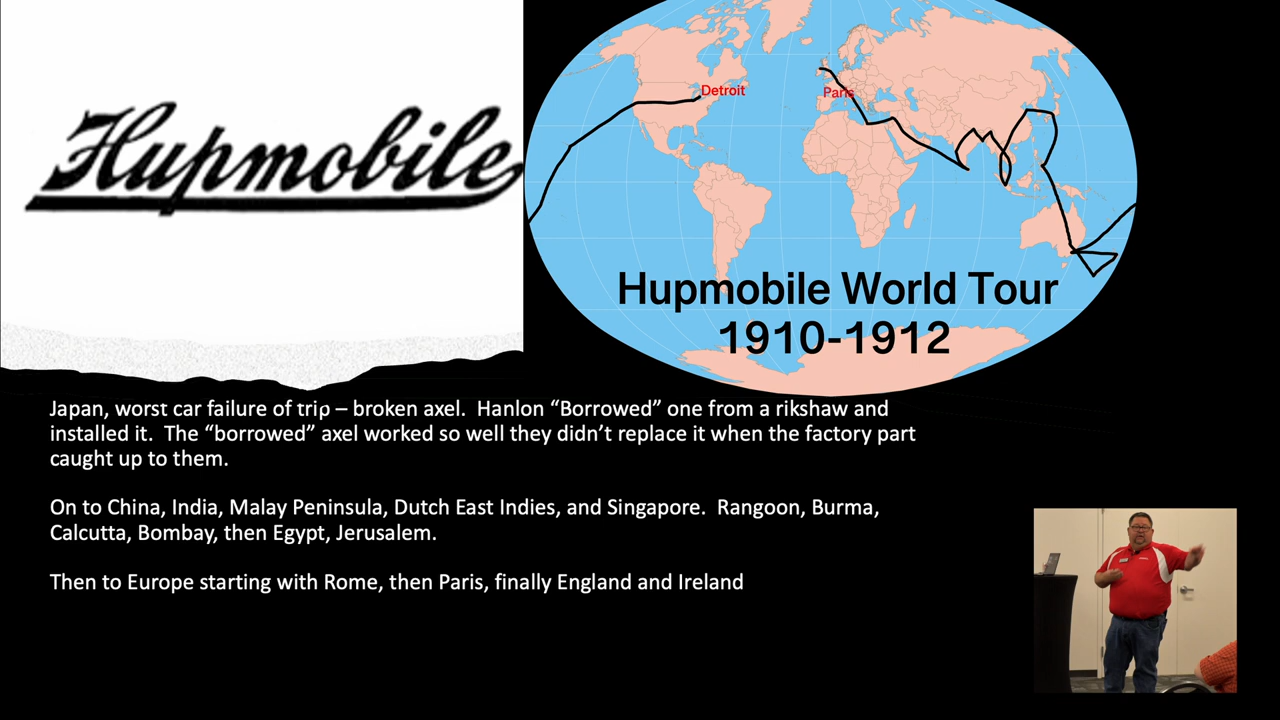 Hupmobile
Detroit
Paris
Hupmobile World Tour
1910-1912
Japan, worst car failure of trip – broken axel.  Hanlon “Borrowed” one from a rikshaw and
installed it.  The “borrowed” axel worked so well they didn’t replace it when the factory part
caught up to them.
On to China, India, Malay Peninsula, Dutch East Indies, and Singapore.  Rangoon, Burma,
Calcutta, Bombay, then Egypt, Jerusalem.
Then to Europe starting with Rome, then Paris, finally England and Ireland